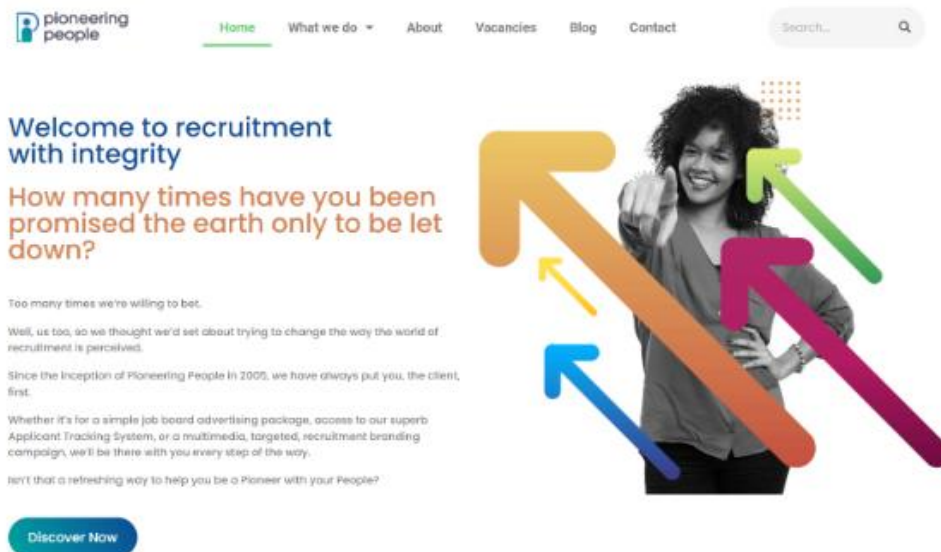 pioneering
people
Home What we do About Vacancies Blog Contact
Search...
Welcome to recruitment
with integrity
How many times have you been
promised the earth only to be let
down?
Too many times we're willing to bet.
Well, us too, so we thought we'd set about trying to change the way the world of
recruitment is perceived.
Since the inception of Pioneering People in 2005, we have always put you, the client,
first.
Whether it's for a simple job board advertising package, access to our superb
Applicant Tracking System, or a multimedia, targeted, recruitment branding
campaign, we'll be there with you every step of the way.
Isn't that a refreshing way to help you be a Pioneer with your People?
Discover Now